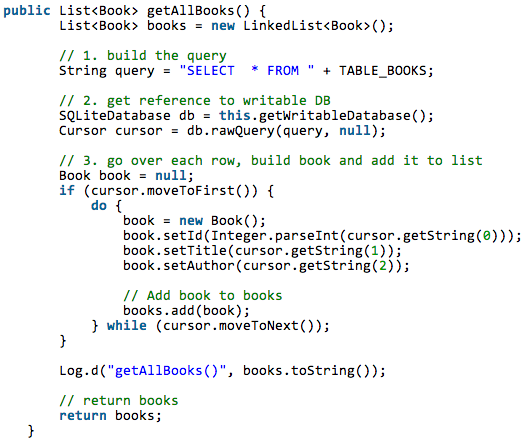 public List<Book> getAllBooks() {
List<Book> books = new LinkedList<Book>();
// 1. build the query
String query = "SELECT  * FROM " + TABLE_BOOKS;
// 2. get reference to writable DB
SQLiteDatabase db = this.getWritableDatabase();
Cursor cursor = db.rawQuery(query, null);
// 3. go over each row, build book and add it to list
Book book = null;
if (cursor.moveToFirst()) {
do {
book = new Book();
book.setId(Integer.parseInt(cursor.getString(0)));
book.setTitle(cursor.getString(1));
book.setAuthor(cursor.getString(2));
// Add book to books
books.add(book);
} while (cursor.moveToNext());
}
Log.d("getAllBooks()", books.toString());
// return books
return books;
}